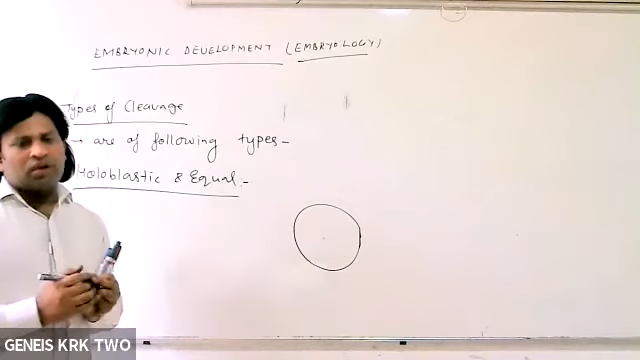 EMBRYONIC DEVELOPMENT (EMBRYOLOGY)
Types of Cleavage
→ are of following types -
Holoblastic & Equal -
GENEIS KRK TWO